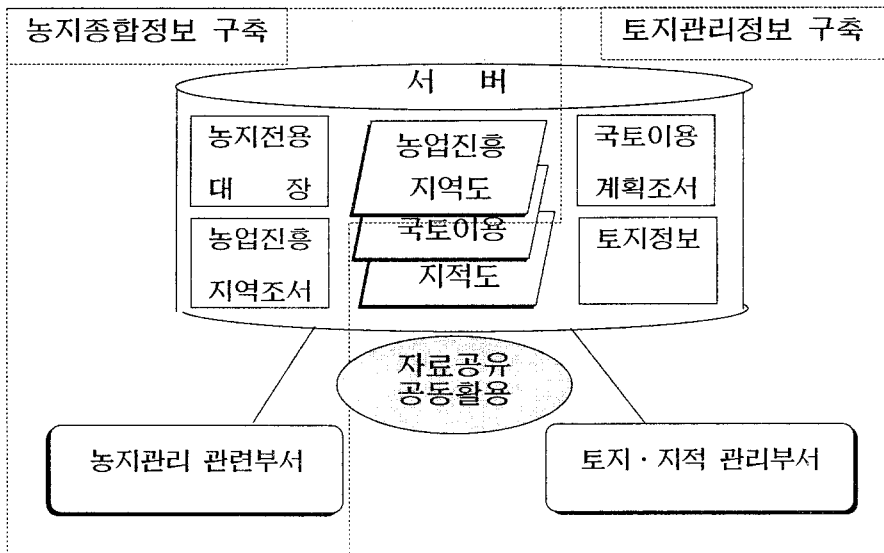 농지종합정보 구축
토지관리정보 구축
서 버
농지전용
대 장
농업진흥
지역도
국토이용
계획조서
농업진흥
지역조서
국토이용
지적도
토지정보
자료공유
공동활용
농지관리 관련부서
토지 · 지적 관리부서